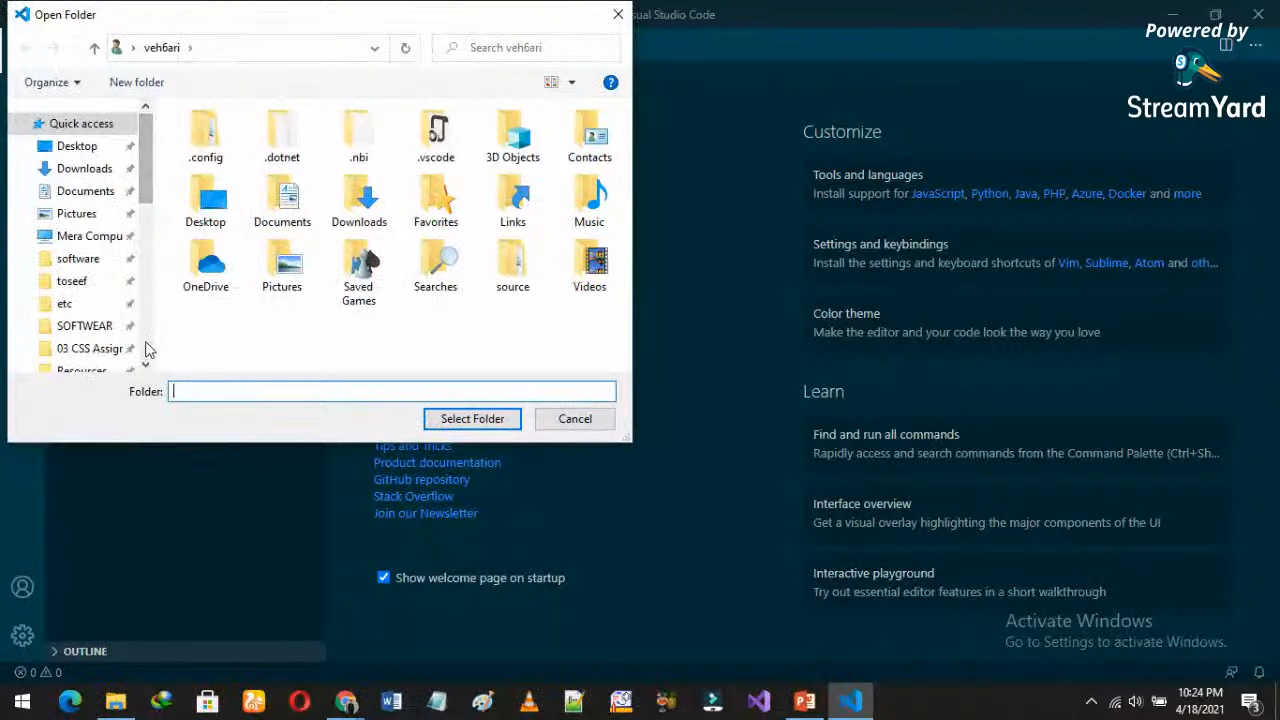 Open Folder
sual Studio Code
Powered by
StreamYard
veh6ari
Search veh6ari
Organize
New folder
Quick access
Desktop
Downloads
Documents
Pictures
Mera Compu
software
toseef
etc
SOFTWEAR
03 CSS Assigr
Resources
.config
.dotnet
.nbi
.vscode
3D Objects
Contacts
Desktop
Documents
Downloads
Favorites
Links
Music
OneDrive
Pictures
Saved Games
Searches
source
Videos
Folder:
Select Folder
Cancel
Tips and Tricks
Product documentation
GitHub repository
Stack Overflow
Join our Newsletter
Show welcome page on startup
Customize
Tools and languages
Install support for JavaScript, Python, Java, PHP, Azure, Docker and more
Settings and keybindings
Install the settings and keyboard shortcuts of Vim, Sublime, Atom and oth...
Color theme
Make the editor and your code look the way you love
Learn
Find and run all commands
Rapidly access and search commands from the Command Palette (Ctrl+Sh...
Interface overview
Get a visual overlay highlighting the major components of the UI
Interactive playground
Try out essential editor features in a short walkthrough
Activate Windows
Go to Settings to activate Windows.
OUTLINE
0 0
10:24 PM
4/18/2021
3